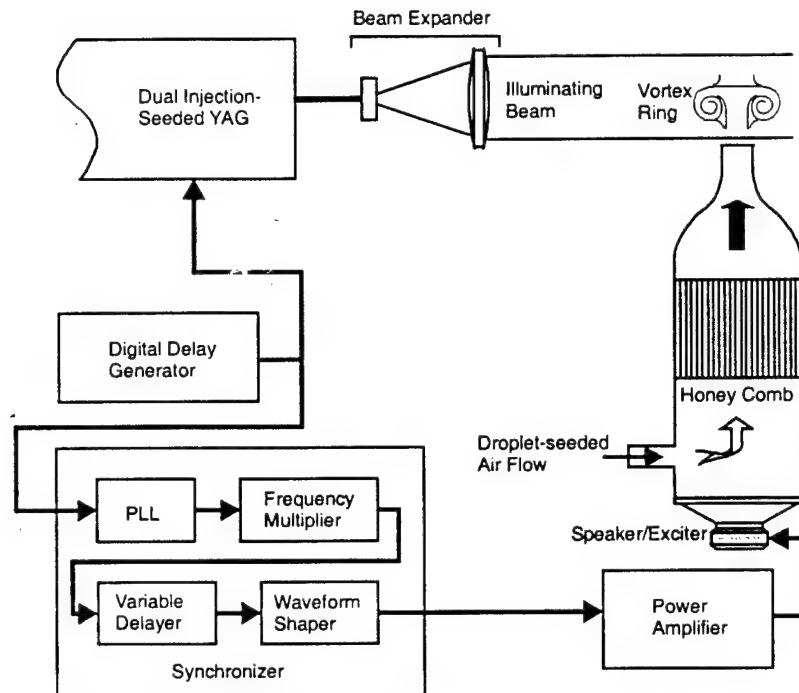 Beam Expander
Dual Injection-
Seeded YAG
Illuminating
Beam
Vortex
Ring
Digital Delay
Generator
Honey Comb
Droplet-seeded
Air Flow
PLL
Frequency
Multiplier
Speaker/Exciter
Variable
Delayer
Waveform
Shaper
Power
Amplifier
Synchronizer